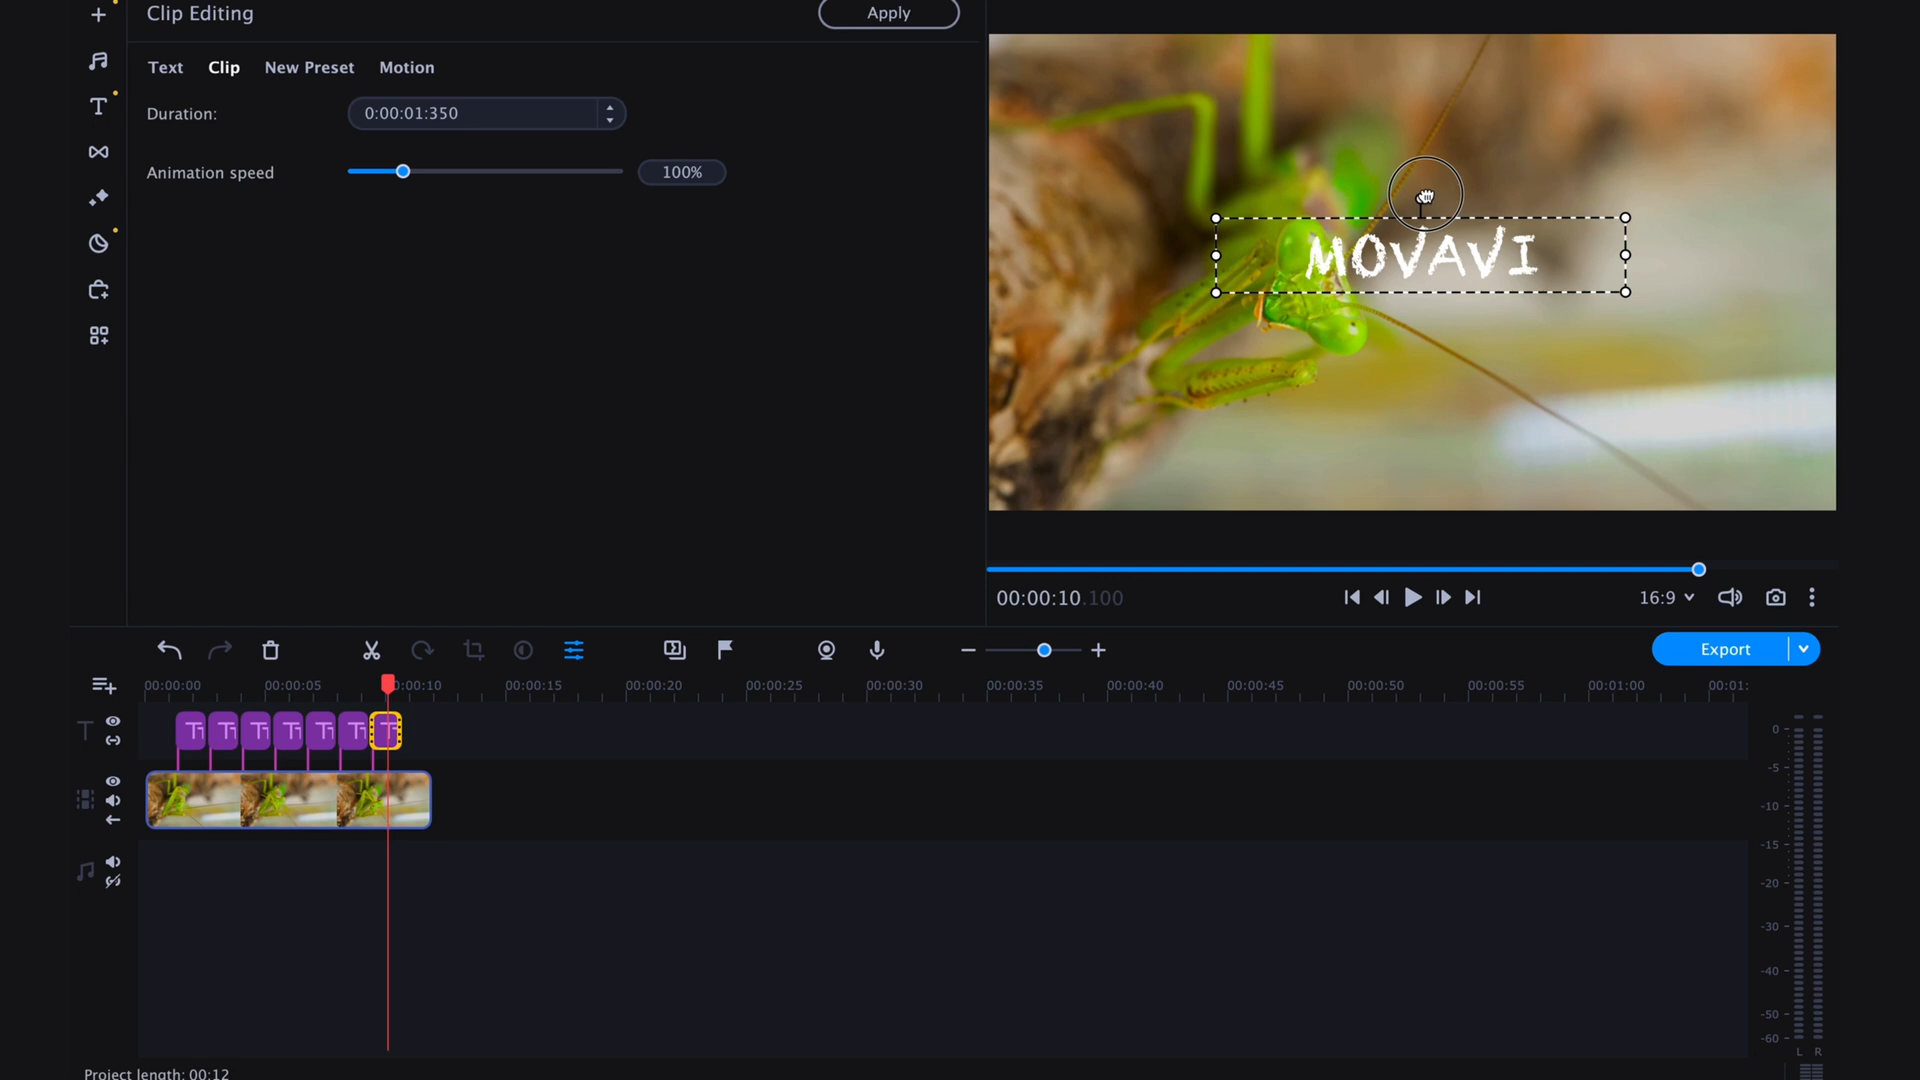 Clip Editing
Apply
Text Clip New Preset Motion
Duration: 0:00:01:350
Animation speed 100%
MOVAVI
00:00:10.100
16:9
Export
00:00:00 00:00:05 0:00:10 00:00:15 00:00:20 00:00:25 00:00:30 00:00:35 00:00:40 00:00:45 00:00:50 00:00:55 00:01:00 00:01:
0
-5
-10
-15
-20
-30
-40
-50
-60
L R
Project length: 00:12